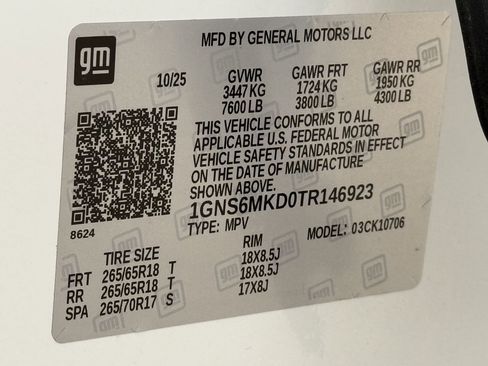 gm
MFD BY GENERAL MOTORS LLC
10/25 GVWR GAWR FRT GAWR RR
3447 KG 1724 KG 1950 KG
7600 LB 3800 LB 4300 LB
THIS VEHICLE CONFORMS TO ALL
APPLICABLE U.S. FEDERAL MOTOR
VEHICLE SAFETY STANDARDS IN EFFECT
ON THE DATE OF MANUFACTURE
SHOWN ABOVE.
1GNS6MKD0TR146923
8624
TYPE: MPV MODEL: 03CK10706
TIRE SIZE RIM
FRT 265/65R18 T 18X8.5J
RR 265/65R18 T 18X8.5J
SPA 265/70R17 S 17X8J